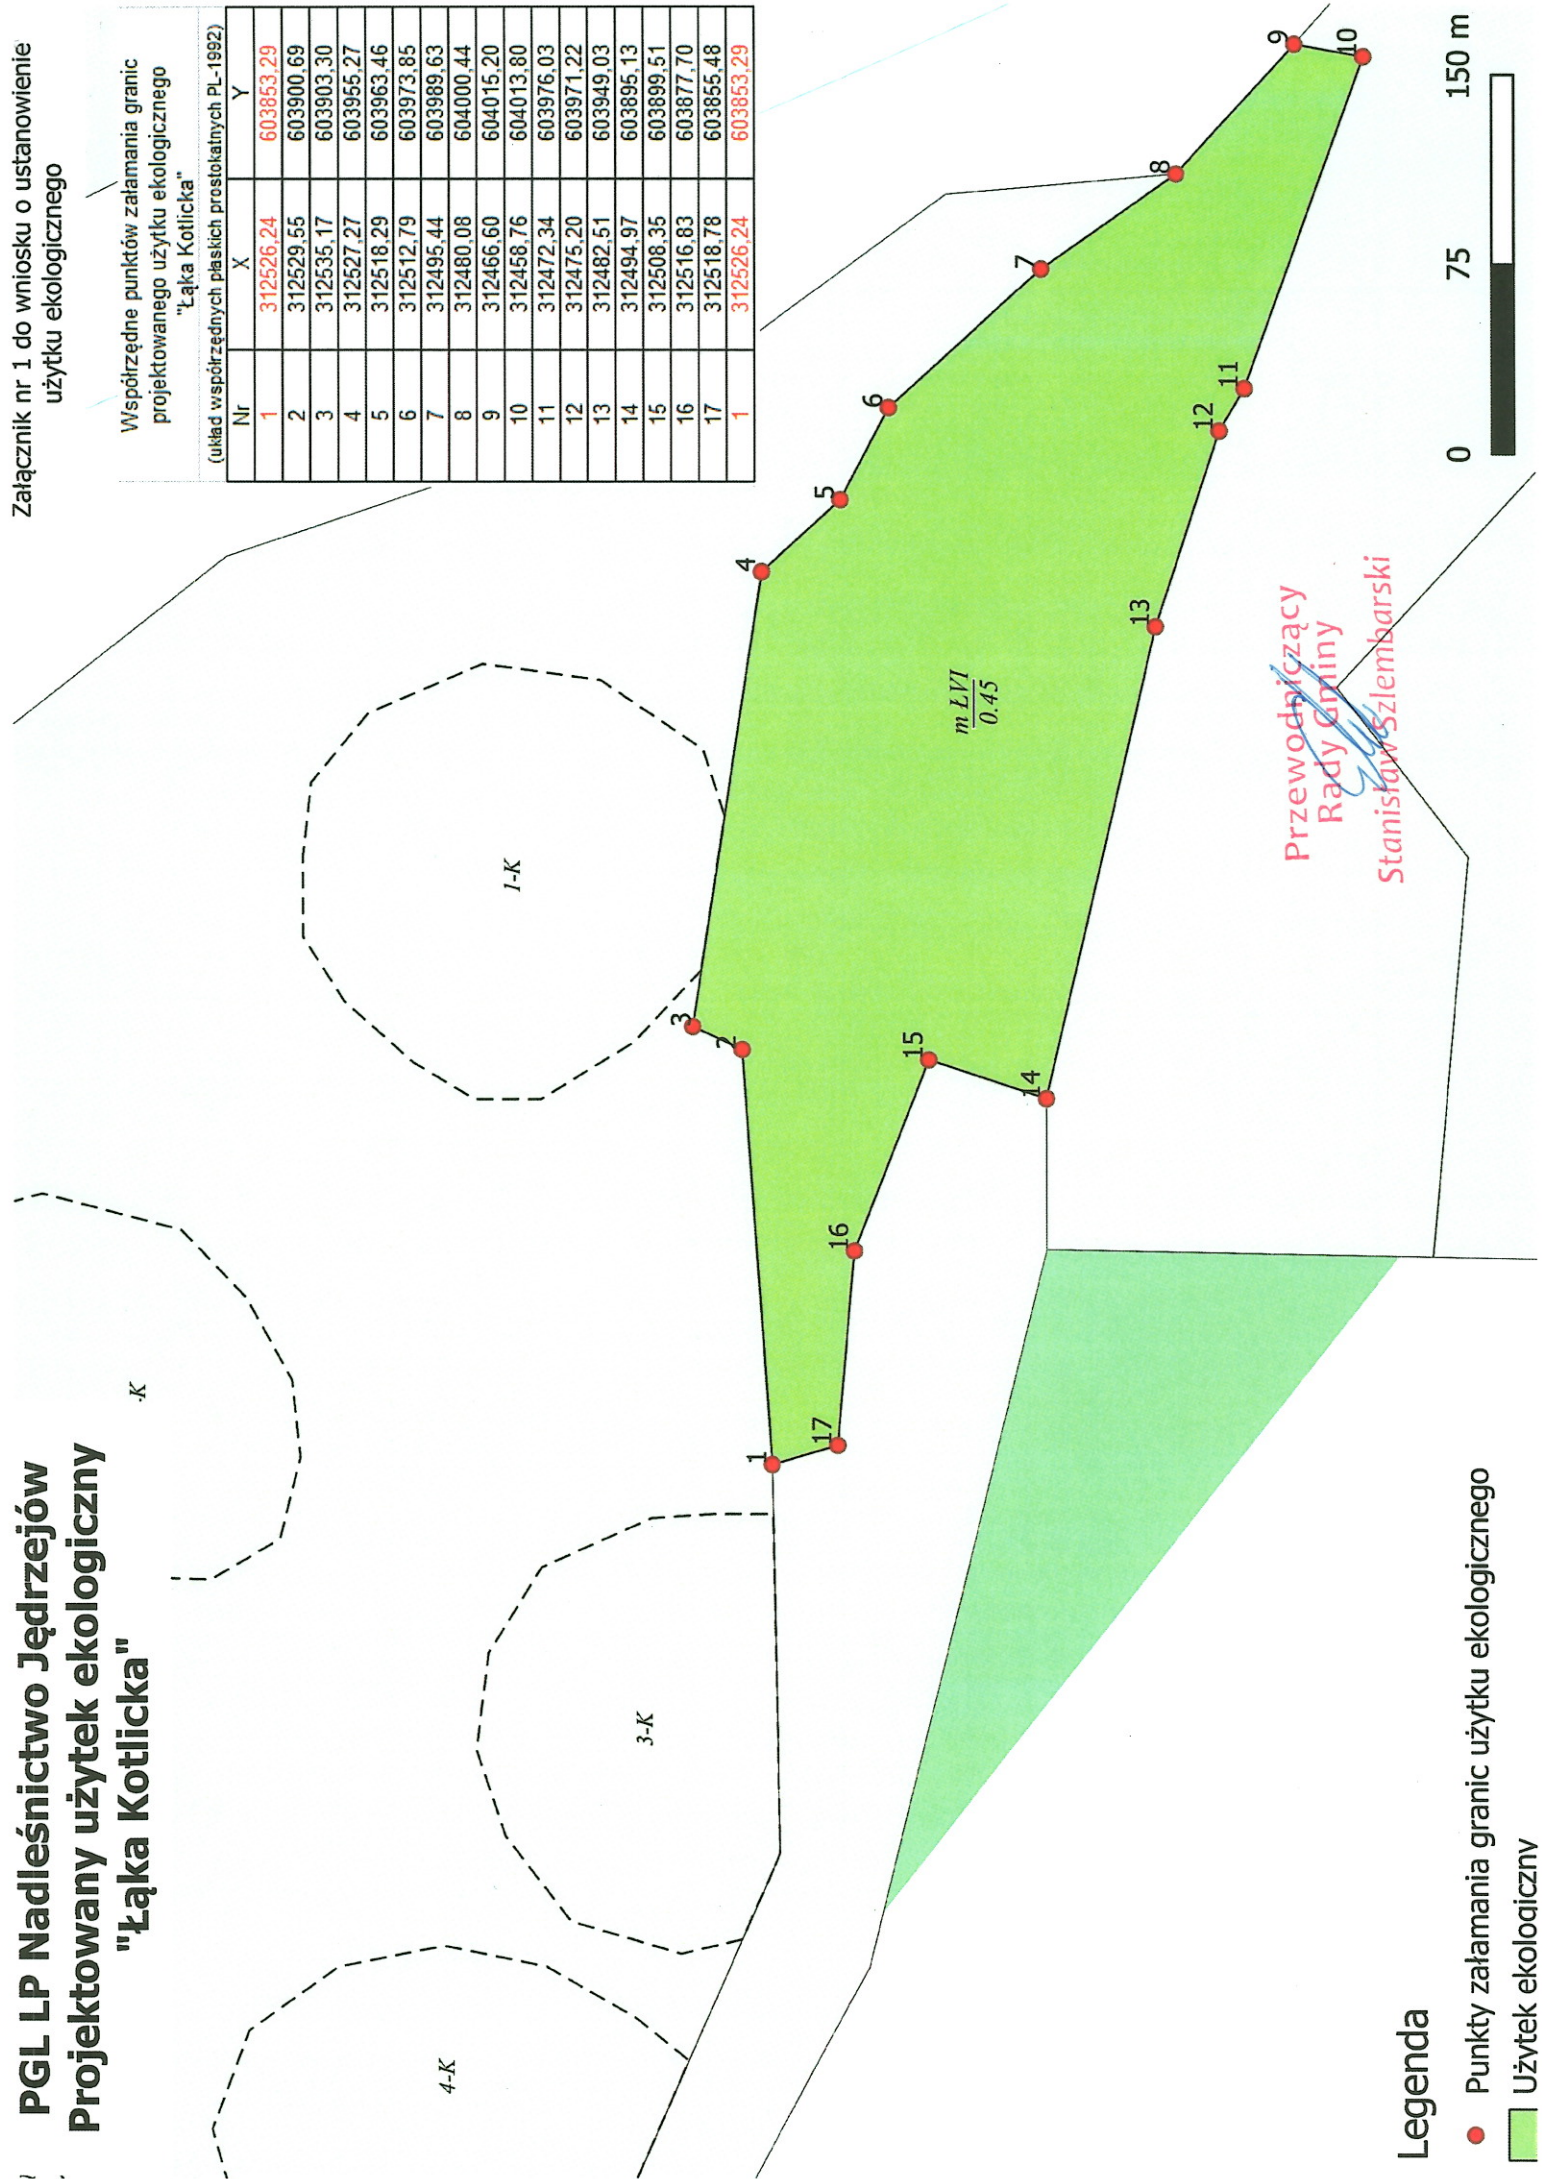 PGL LP Nadleśnictwo Jędrzejów
Projektowany użytek ekologiczny
"Łąka Kotlicka"
Załącznik nr 1 do wniosku o ustanowienie
użytku ekologicznego
Współrzędne punktów załamania granic
projektowanego użytku ekologicznego
"Łąka Kotlicka"
(układ współrzędnych płaskich prostokatnych PL-1992)
Nr X Y
1 312526,24 603853,29
2 312529,55 603900,69
3 312535,17 603903,30
4 312527,27 603955,27
5 312518,29 603963,46
6 312512,79 603973,85
7 312495,44 603989,63
8 312480,08 604000,44
9 312466,60 604015,20
10 312458,76 604013,80
11 312472,34 603976,03
12 312475,20 603971,22
13 312482,51 603949,03
14 312494,97 603895,13
15 312508,35 603899,51
16 312516,83 603877,70
17 312518,78 603855,48
1 312526,24 603853,29
-K
1-K
3-K
4-K
1
2
3
4
5
6
7
8
9
10
11
12
13
14
15
16
17
m ŁVI
0.45
Przewodniczący
Rady Gminy
Stanisław Szlembarski
0 75 150 m
Legenda
Punkty załamania granic użytku ekologicznego
Użytek ekologiczny